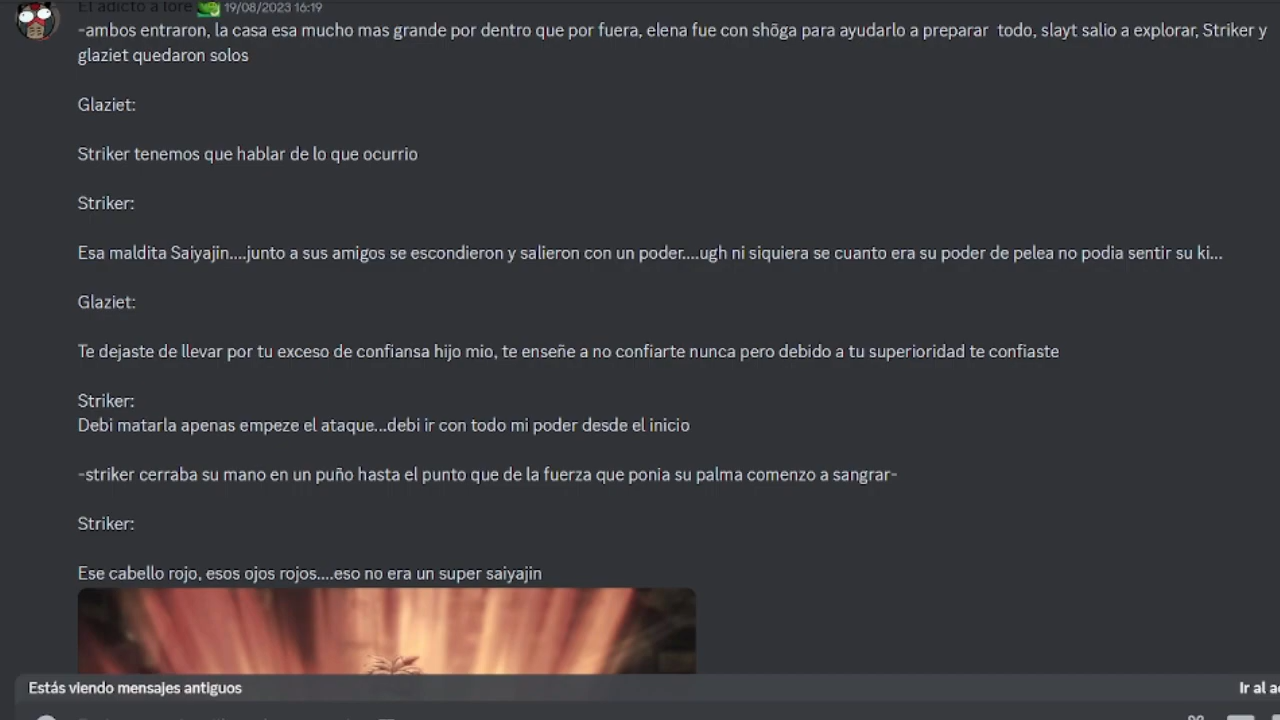 El adicto a lore 19/08/2023 16:19
-ambos entraron, la casa esa mucho mas grande por dentro que por fuera, elena fue con shōga para ayudarlo a preparar todo, slayt salio a explorar, Striker y
glaziet quedaron solos
Glaziet:
Striker tenemos que hablar de lo que ocurrio
Striker:
Esa maldita Saiyajin....junto a sus amigos se escondieron y salieron con un poder....ugh ni siquiera se cuanto era su poder de pelea no podia sentir su ki...
Glaziet:
Te dejaste de llevar por tu exceso de confiansa hijo mio, te enseñe a no confiarte nunca pero debido a tu superioridad te confiaste
Striker:
Debi matarla apenas empeze el ataque...debi ir con todo mi poder desde el inicio
-striker cerraba su mano en un puño hasta el punto que de la fuerza que ponia su palma comenzo a sangrar-
Striker:
Ese cabello rojo, esos ojos rojos....eso no era un super saiyajin
Estás viendo mensajes antiguos
Ir al